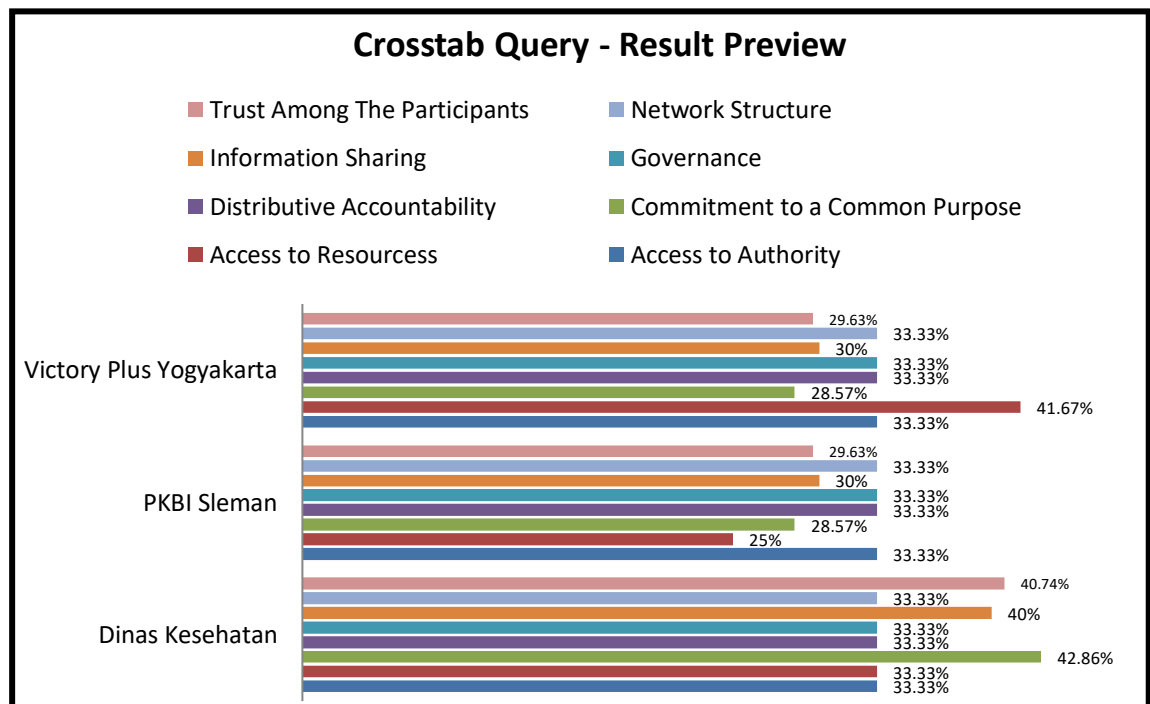 Crosstab Query - Result Preview
Trust Among The Participants
Network Structure
Information Sharing
Governance
Distributive Accountability
Commitment to a Common Purpose
Access to Resourcess
Access to Authority
Victory Plus Yogyakarta
29.63%
33.33%
30%
33.33%
33.33%
28.57%
41.67%
33.33%
PKBI Sleman
29.63%
33.33%
30%
33.33%
33.33%
28.57%
25%
33.33%
Dinas Kesehatan
40.74%
33.33%
40%
33.33%
33.33%
42.86%
33.33%
33.33%